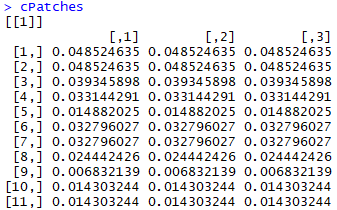 > cPatches
[[1]]
[,1] [,2] [,3]
[1,] 0.048524635 0.048524635 0.048524635
[2,] 0.048524635 0.048524635 0.048524635
[3,] 0.039345898 0.039345898 0.039345898
[4,] 0.033144291 0.033144291 0.033144291
[5,] 0.014882025 0.014882025 0.014882025
[6,] 0.032796027 0.032796027 0.032796027
[7,] 0.032796027 0.032796027 0.032796027
[8,] 0.024442426 0.024442426 0.024442426
[9,] 0.006832139 0.006832139 0.006832139
[10,] 0.014303244 0.014303244 0.014303244
[11,] 0.014303244 0.014303244 0.014303244